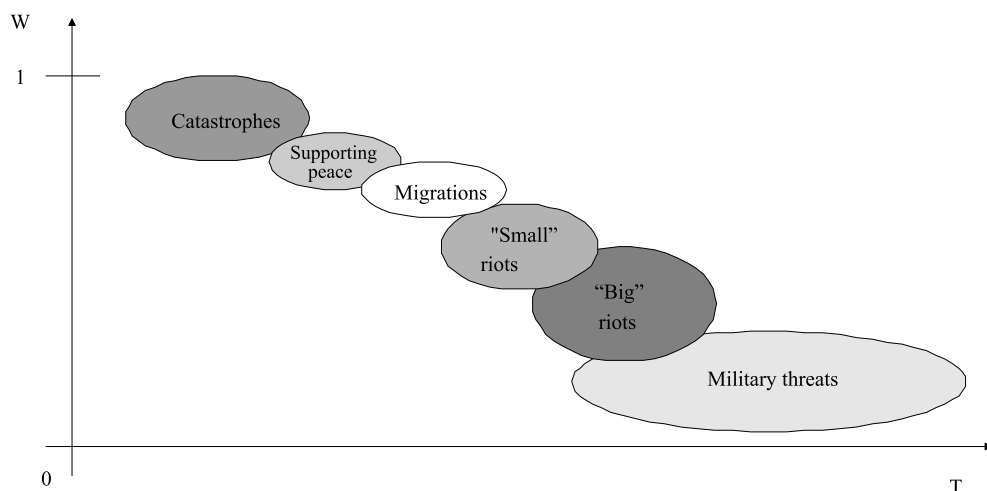 W
1
Catastrophes
Supporting
peace
Migrations
"Small”
riots
“Big”
riots
Military threats
0
T